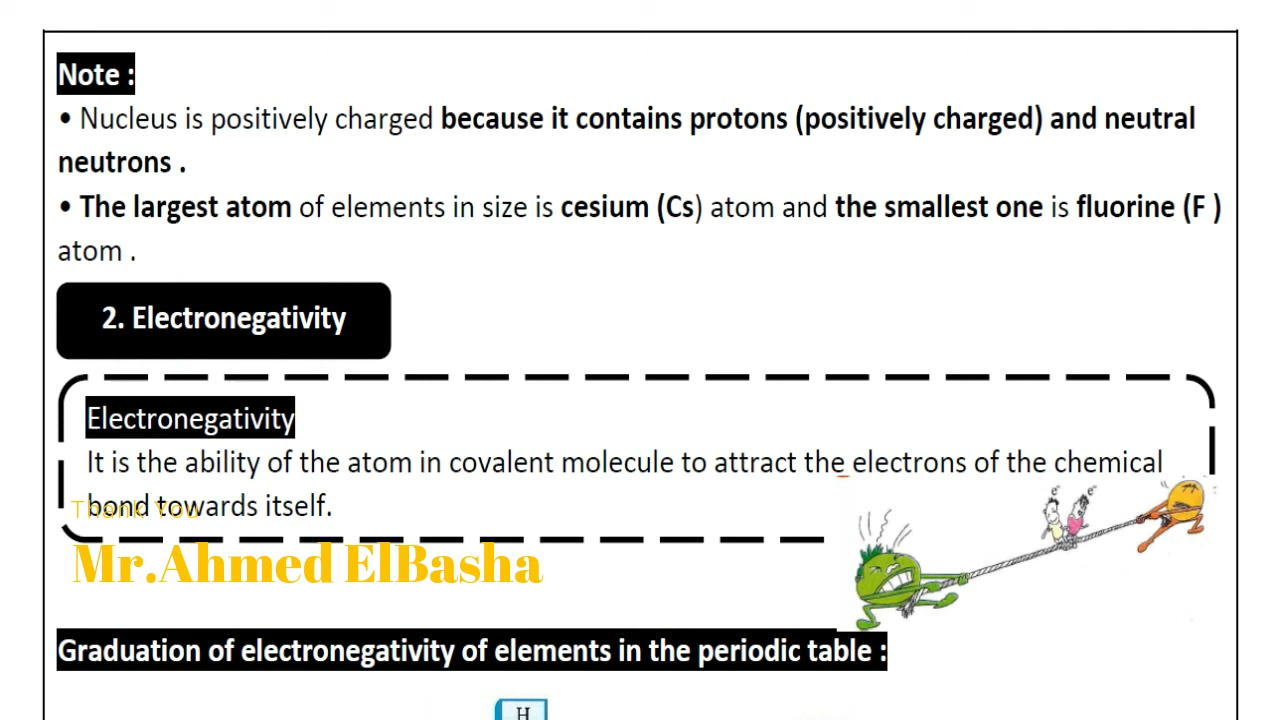 Note :
• Nucleus is positively charged because it contains protons (positively charged) and neutral
neutrons .
• The largest atom of elements in size is cesium (Cs) atom and the smallest one is fluorine (F )
atom .
2. Electronegativity
Electronegativity
It is the ability of the atom in covalent molecule to attract the electrons of the chemical
bond towards itself.
Thank You
Mr.Ahmed ElBasha
e⁻ e⁻
Graduation of electronegativity of elements in the periodic table :
H